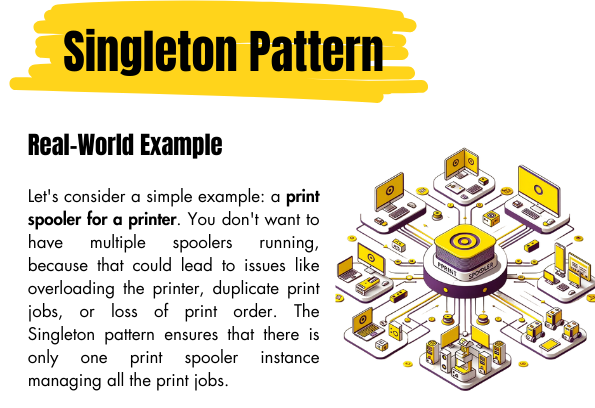 Singleton Pattern
Real-World Example
Let's consider a simple example: a print
spooler for a printer. You don't want to
have multiple spoolers running,
because that could lead to issues like
overloading the printer, duplicate print
jobs, or loss of print order. The
Singleton pattern ensures that there is
only one print spooler instance
managing all the print jobs.
PPRINT SPOOLER